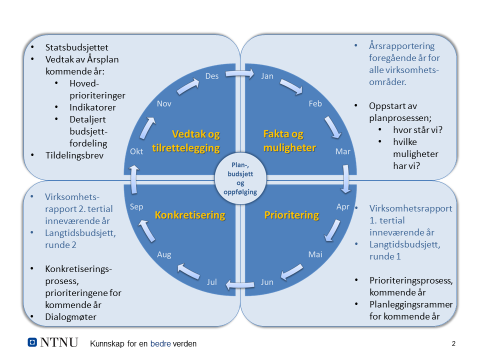 Statsbudsjettet
Vedtak av Årsplan
kommende år:
Hoved-
prioriteringer
Indikatorer
Detaljert
budsjett-
fordeling
Tildelingsbrev
Årsrapportering
foregående år for
alle virksomhets-
områder.
Oppstart av
planprosessen;
hvor står vi?
hvilke
muligheter
har vi?
Des
Jan
Nov
Feb
Okt
Mar
Vedtak og
tilrettelegging
Fakta og
muligheter
Plan-,
budsjett
og
oppfølging
Sep
Apr
Konkretisering
Prioritering
Aug
Mai
Jul
Jun
Virksomhets-
rapport 2. tertial
inneværende år
Langtidsbudsjett,
runde 2
Konkretiserings-
prosess,
prioriteringene for
kommende år
Dialogmøter
Virksomhetsrapport
1. tertial
inneværende år
Langtidsbudsjett,
runde 1
Prioriteringsprosess,
kommende år
Planleggingsrammer
for kommende år
NTNU
Kunnskap for en bedre verden
2